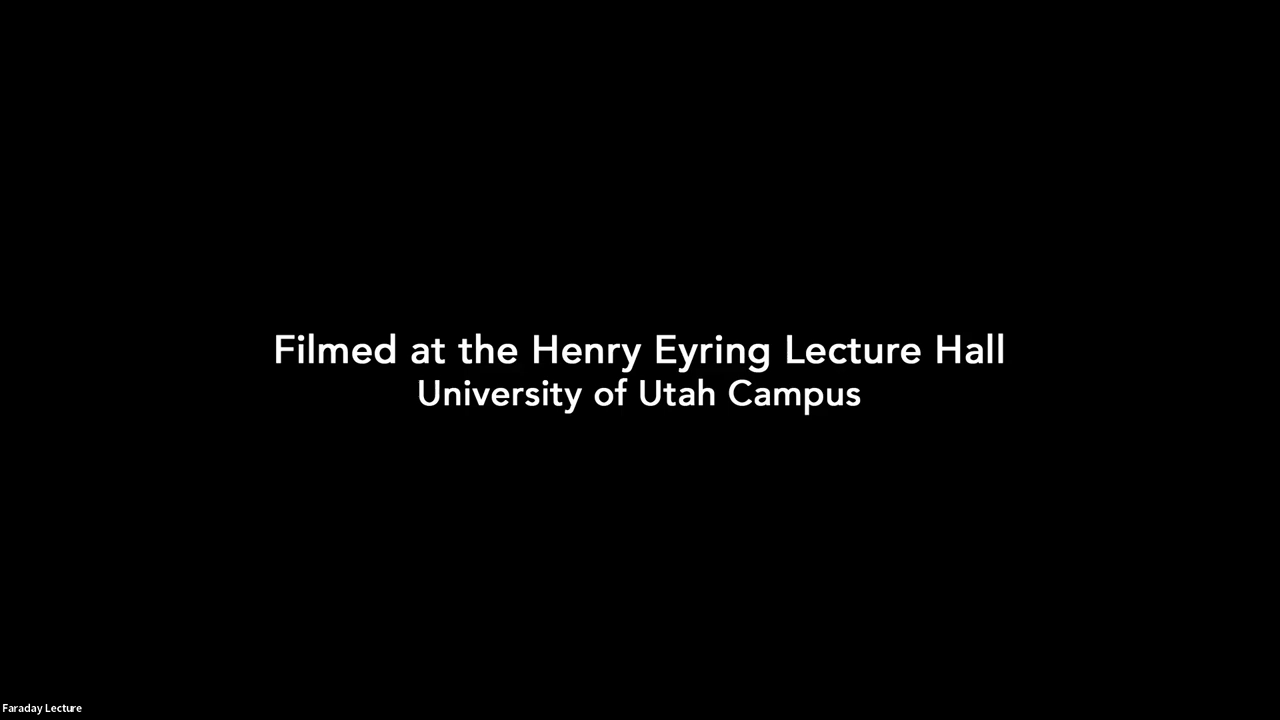 Filmed at the Henry Eyring Lecture Hall
University of Utah Campus
Faraday Lecture